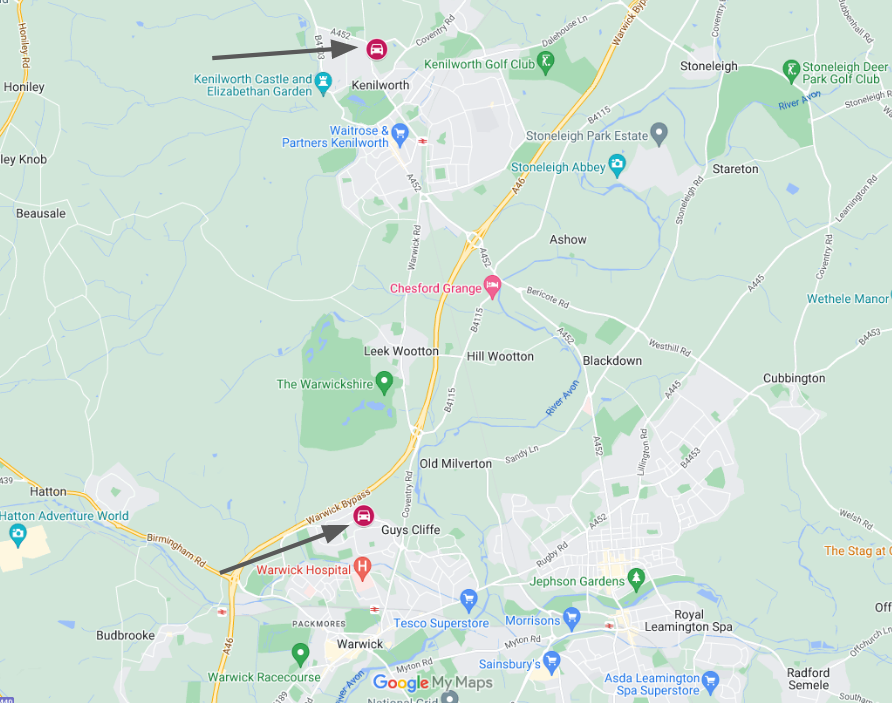 Honiley Rd
A452
Coventry Rd
Dalehouse Ln
Warwick Bypass
Coventry Rd
Bubbenhall Rd
B4103
Kenilworth Golf Club
Stoneleigh
Stoneleigh Deer
Park Golf Club
Honiley
Kenilworth Castle and
Elizabethan Garden
Kenilworth
River Avon
Stoneleigh Rd
B4115
Waitrose &
Partners Kenilworth
Stoneleigh Park Estate
ley Knob
Stoneleigh Abbey
Stareton
A452
A46
Stoneleigh Rd
Leamington Rd
Beausale
Warwick Rd
Ashow
A452
Coventry Rd
A445
Chesford Grange
Bericote Rd
Wethele Manor
B4115
A452
Westhill Rd
B4453
Leek Wootton
Hill Wootton
Blackdown
The Warwickshire
Cubbington
A445
B4115
River Avon
A452
Lillington Rd
B4453
Old Milverton
Sandy Ln
439
Hatton
Coventry Rd
Warwick Bypass
Hatton Adventure World
A452
Welsh Rd
Guys Cliffe
Birmingham Rd
Rugby Rd
The Stag at O
Warwick Hospital
Jephson Gardens
Tesco Superstore
Morrisons
Royal
Leamington Spa
Off
PACKMORES
Budbrooke
Warwick
Myton Rd
Offchurch Ln
A46
Sainsbury's
Myton Rd
Warwick Racecourse
Google My Maps
Asda Leamington
Spa Superstore
Radford
Semele
189
River Avon
National Grid
Southam
M40